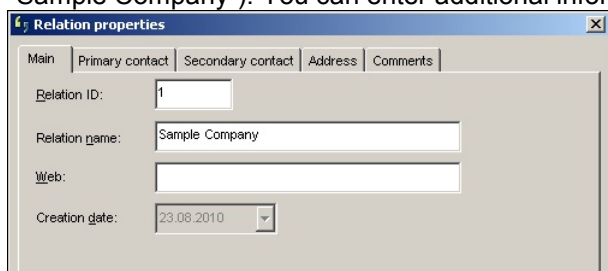 Sample Company"). You can enter additional infor
Relation properties
Main Primary contact Secondary contact Address Comments
Relation ID: 1
Relation name: Sample Company
Web:
Creation date: 23.08.2010